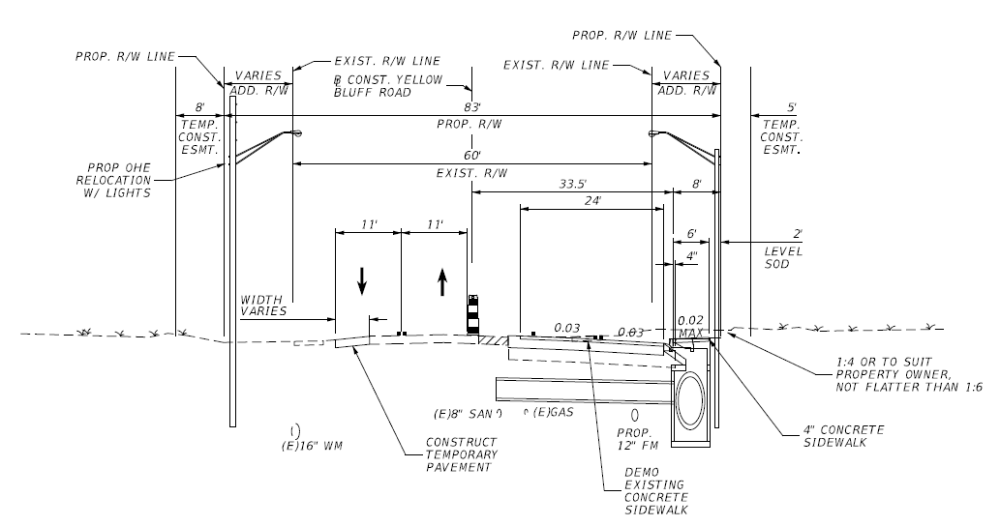 PROP. R/W LINE
PROP. R/W LINE
EXIST. R/W LINE
EXIST. R/W LINE
VARIES
ADD. R/W
VARIES
ADD. R/W
B CONST. YELLOW
BLUFF ROAD
8'
TEMP.
CONST.
ESMT.
83'
PROP. R/W
5'
TEMP.
CONST.
ESMT.
60'
EXIST. R/W
PROP OHE
RELOCATION
W/ LIGHTS
33.5'
8'
24'
11'
11'
6'
2'
LEVEL
SOD
4"
WIDTH
VARIES
0.03
0.03
0.02
MAX
1:4 OR TO SUIT
PROPERTY OWNER,
NOT FLATTER THAN 1:6
(E)8" SAN
(E)GAS
PROP.
12" FM
(E)16" WM
CONSTRUCT
TEMPORARY
PAVEMENT
4" CONCRETE
SIDEWALK
DEMO
EXISTING
CONCRETE
SIDEWALK